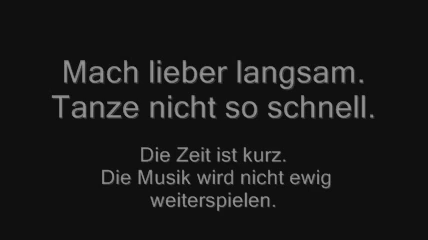 Mach lieber langsam.
Tanze nicht so schnell.
Die Zeit ist kurz.
Die Musik wird nicht ewig
weiterspielen.